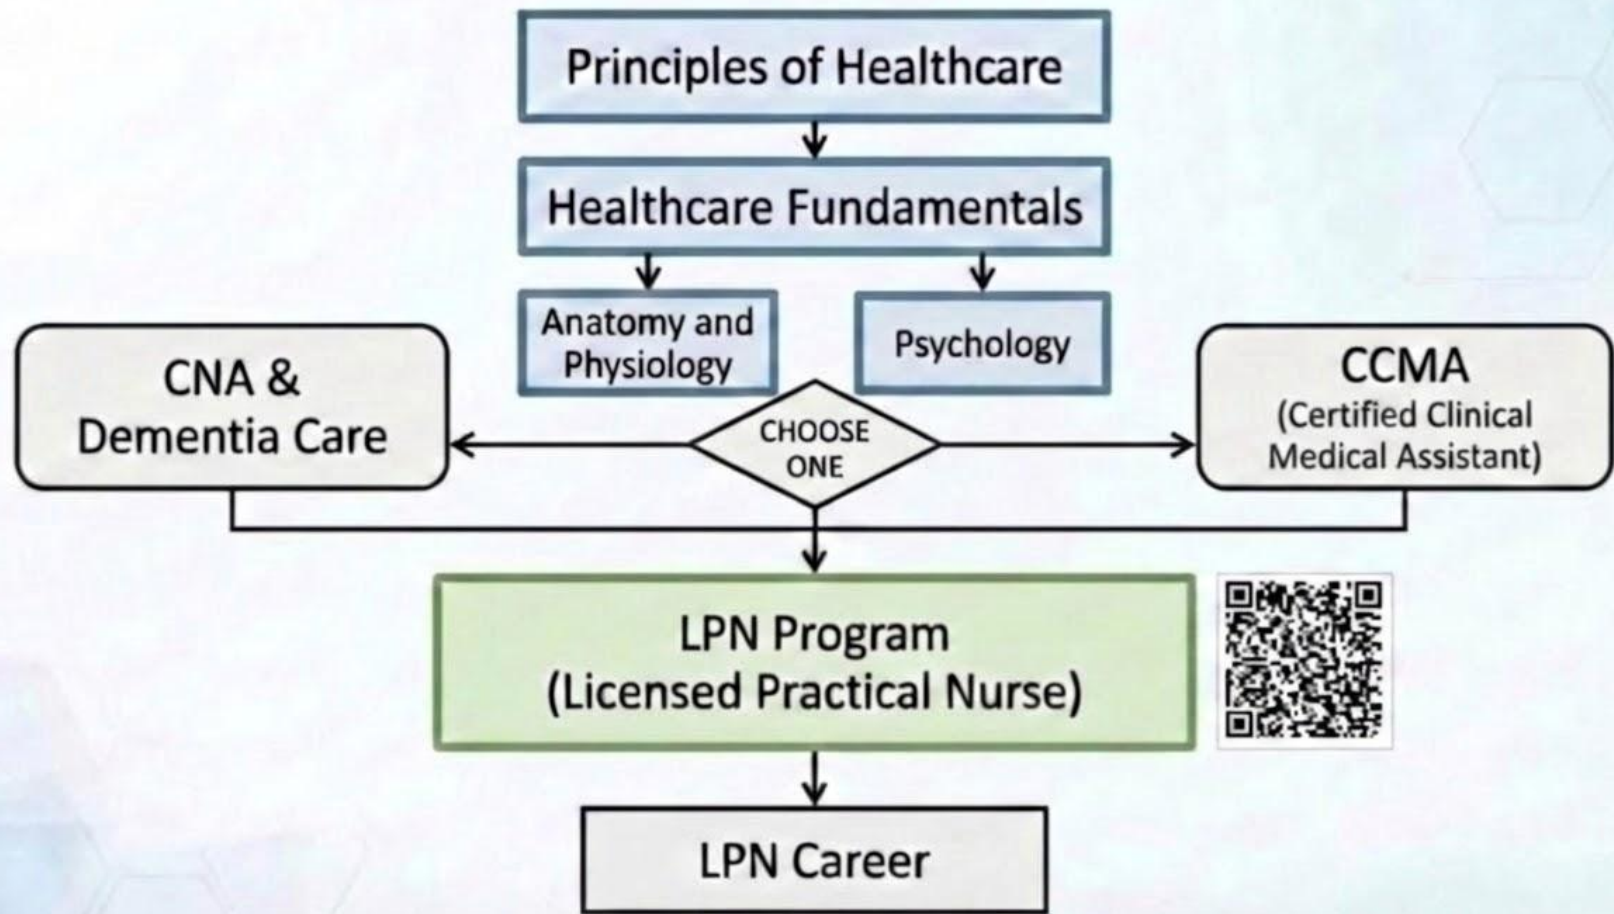 Principles of Healthcare
Healthcare Fundamentals
Anatomy and
Physiology
Psychology
CNA &
Dementia Care
CHOOSE
ONE
CCMA
(Certified Clinical
Medical Assistant)
LPN Program
(Licensed Practical Nurse)
LPN Career